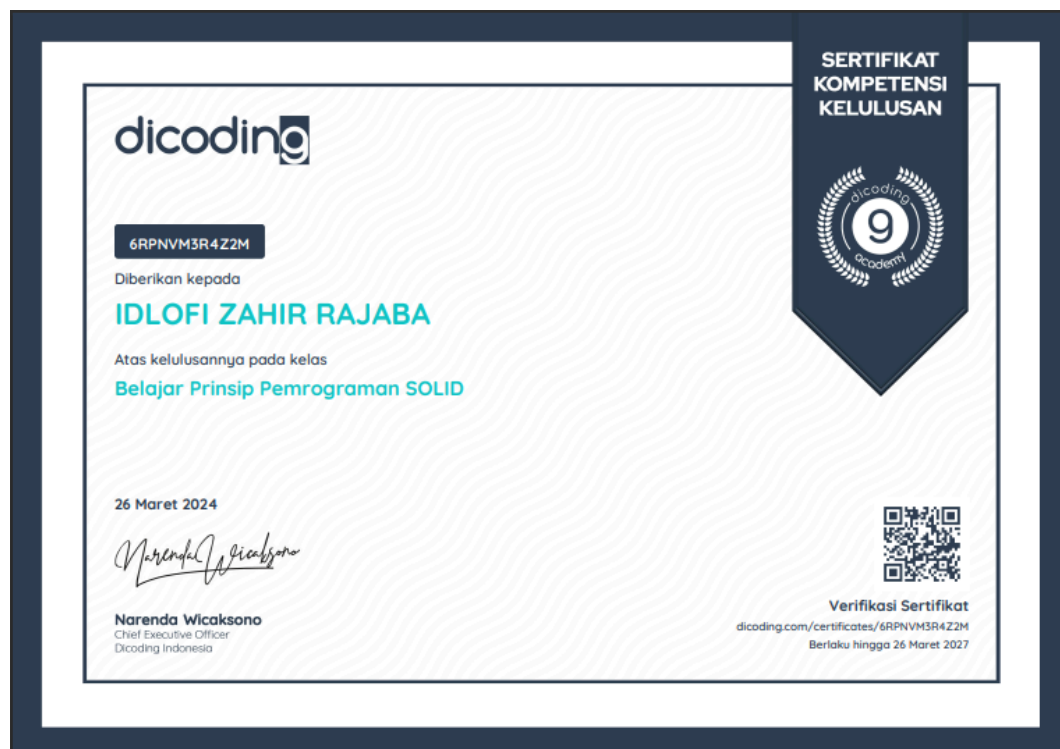 SERTIFIKAT
KOMPETENSI
KELULUSAN
dicoding
dicoding
9
academy
6RPNVM3R4Z2M
Diberikan kepada
IDLOFI ZAHIR RAJABA
Atas kelulusannya pada kelas
Belajar Prinsip Pemrograman SOLID
26 Maret 2024
Narenda Wicaksono
Narenda Wicaksono
Chief Executive Officer
Dicoding Indonesia
Verifikasi Sertifikat
dicoding.com/certificates/6RPNVM3R4Z2M
Berlaku hingga 26 Maret 2027